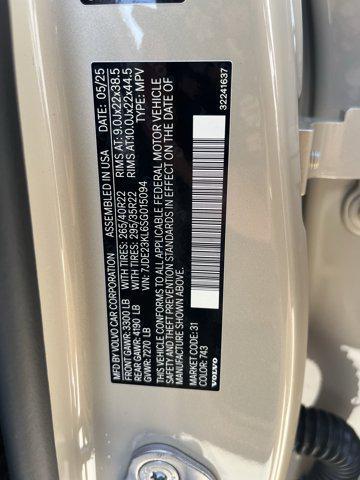 MFD BY VOLVO CAR CORPORATION ASSEMBLED IN USA DATE: 05/25
FRONT GAWR: 3300 LB WITH TIRES: 265/40R22 RIMS AT: 9.0Jx22x38.5
REAR GAWR: 4190 LB WITH TIRES: 295/35R22 RIMS AT:10.0Jx22x44.5
GVWR: 7270 LB VIN: 7JDE23KL6SG015094 TYPE: MPV
THIS VEHICLE CONFORMS TO ALL APPLICABLE FEDERAL MOTOR VEHICLE
SAFETY AND THEFT PREVENTION STANDARDS IN EFFECT ON THE DATE OF
MANUFACTURE SHOWN ABOVE.
MARKET CODE: 31
COLOR: 743
VOLVO 32241637